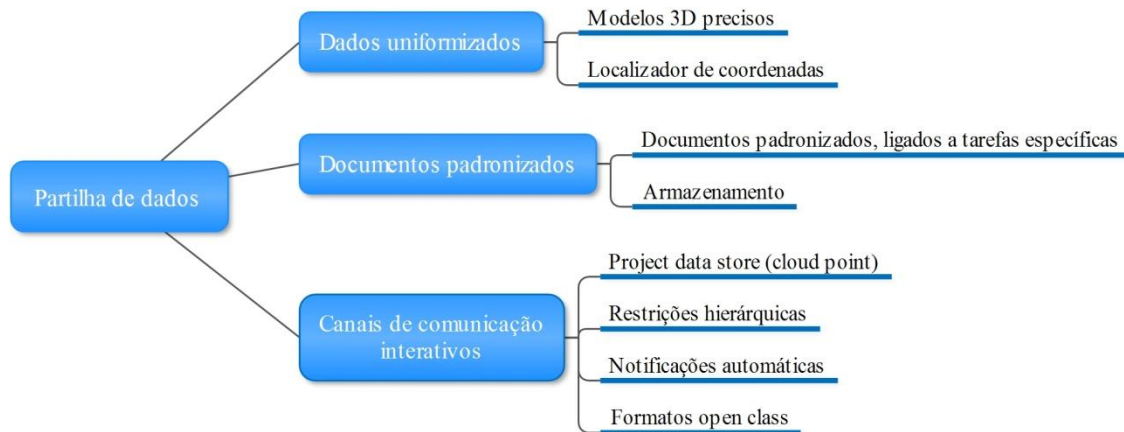 Partilha de dados
Dados uniformizados
Modelos 3D precisos
Localizador de coordenadas
Documentos padronizados
Documentos padronizados, ligados a tarefas específicas
Armazenamento
Canais de comunicação
interativos
Project data store (cloud point)
Restrições hierárquicas
Notificações automáticas
Formatos open class